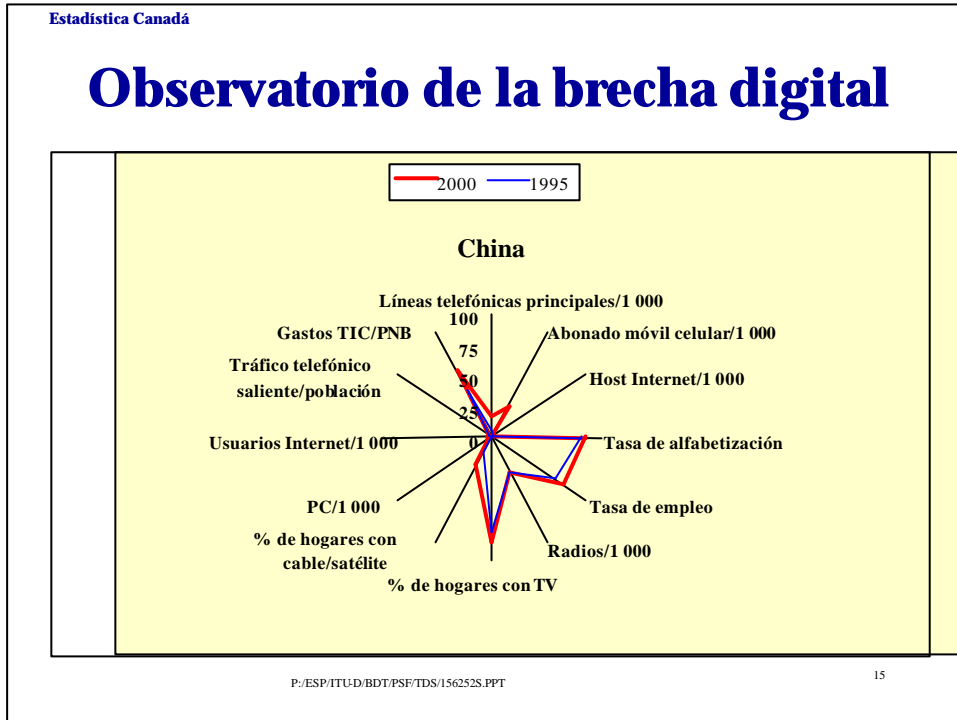 Estadística Canadá
Observatorio de la brecha digital
2000 1995
China
Líneas telefónicas principales/1 000
100
Gastos TIC/PNB
Abonado móvil celular/1 000
75
Tráfico telefónico
saliente/población
Host Internet/1 000
50
25
Usuarios Internet/1 000
0
Tasa de alfabetización
PC/1 000
Tasa de empleo
% de hogares con
cable/satélite
Radios/1 000
% de hogares con TV
P:/ESP/ITU-D/BDT/PSF/TDS/156252S.PPT
15